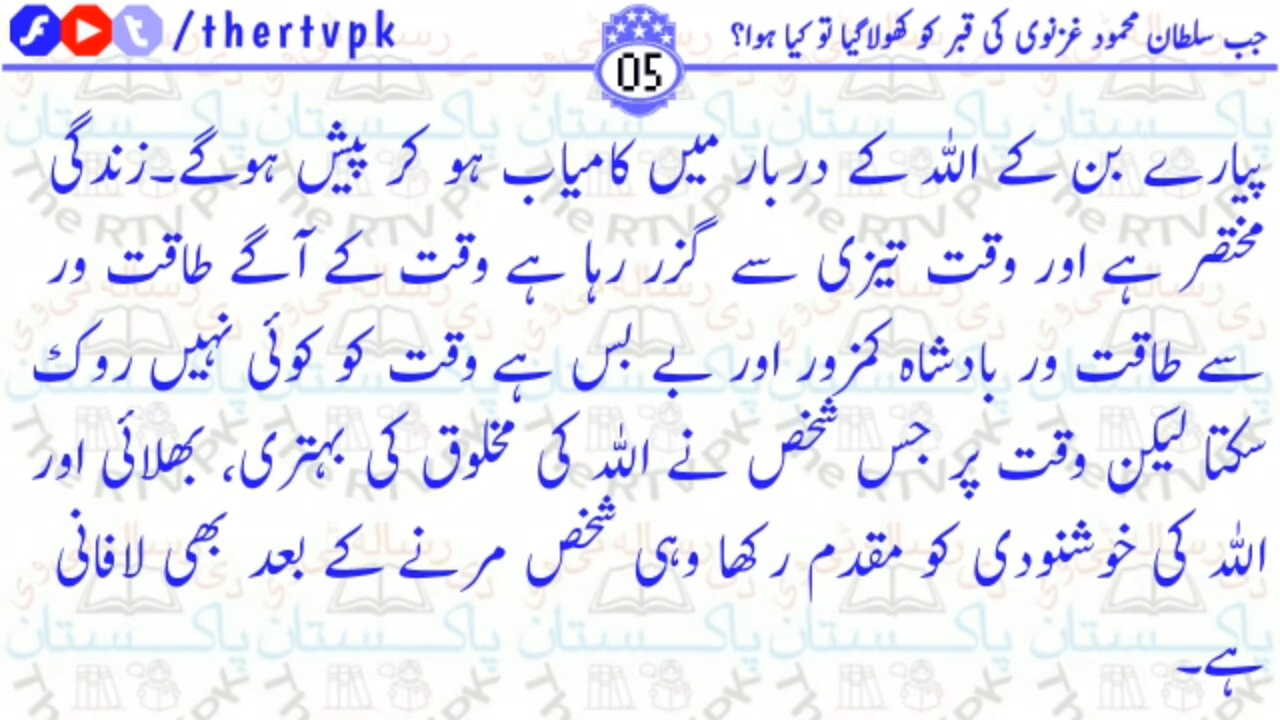 /thertvpk
05
جب سلطان محمود غزنوی کی قبر کو کھولا گیا تو کیا ہوا؟
پیارے بن کے اللہ کے دربار میں کامیاب ہو کر پیش ہوگے۔زندگی
مختصر ہے اور وقت تیزی سے گزر رہا ہے وقت کے آگے طاقت ور
سے طاقت ور بادشاہ کمزور اور بے بس ہے وقت کو کوئی نہیں روک
سکتا لیکن وقت پر جس شخص نے اللہ کی مخلوق کی بہتری، بھلائی اور
اللہ کی خوشنودی کو مقدم رکھا وہی شخص مرنے کے بعد بھی لافانی
ہے۔